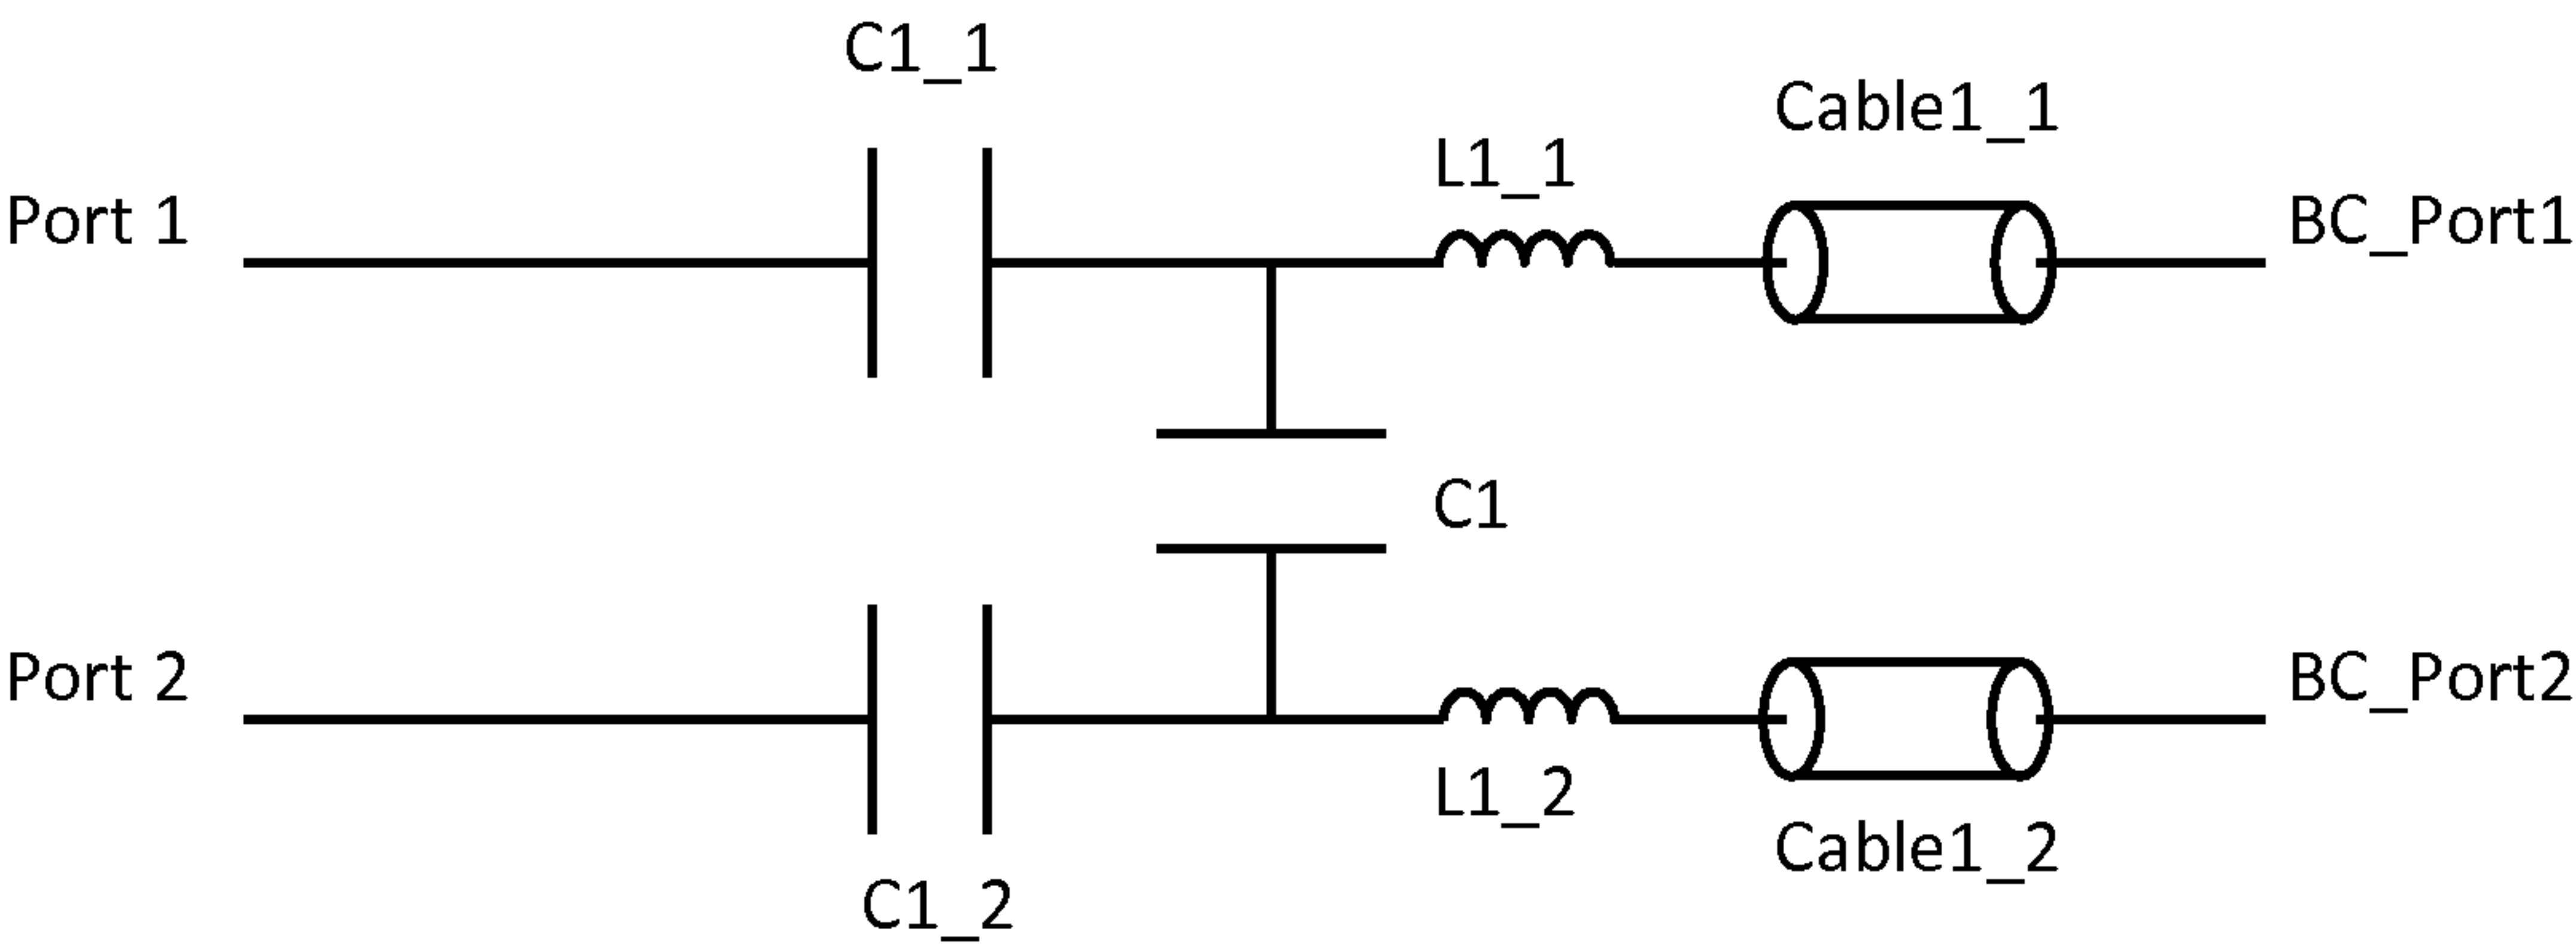 C1_1
Cable1_1
L1_1
Port 1
BC_Port1
C1
Port 2
BC_Port2
L1_2
Cable1_2
C1_2